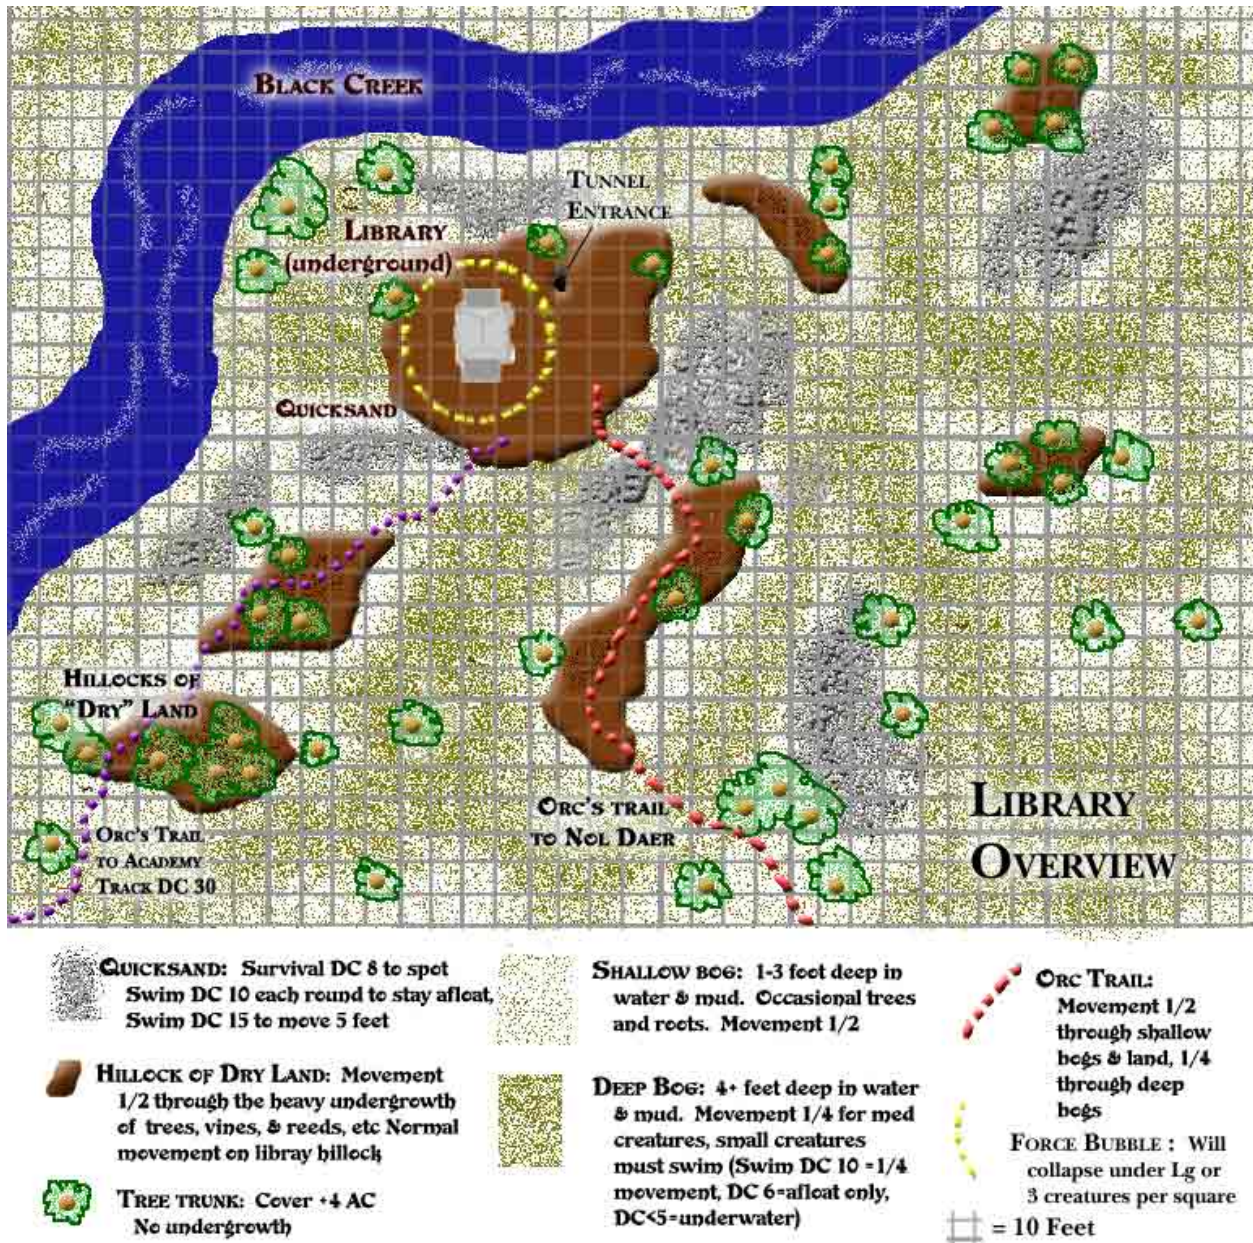 Black Creek
Tunnel
Entrance
Library
(underground)
Quicksand
Hillocks of
"Dry" Land
Orc's Trail
to Academy
Track DC 30
Orc's trail
to Nol Daer
Library
Overview
Quicksand: Survival DC 8 to spot
Swim DC 10 each round to stay afloat,
Swim DC 15 to move 5 feet
Hillock of Dry Land: Movement
1/2 through the heavy undergrowth
of trees, vines, & reeds, etc Normal
movement on libray hillock
Tree trunk: Cover +4 AC
No undergrowth
Shallow bog: 1-3 foot deep in
water & mud. Occasional trees
and roots. Movement 1/2
Deep Bog: 4+ feet deep in water
& mud. Movement 1/4 for med
creatures, small creatures
must swim (Swim DC 10 =1/4
movement, DC 6=afloat only,
DC<5=underwater)
Orc Trail:
Movement 1/2
through shallow
bogs & land, 1/4
through deep
bogs
Force Bubble : Will
collapse under Lg or
3 creatures per square
= 10 Feet